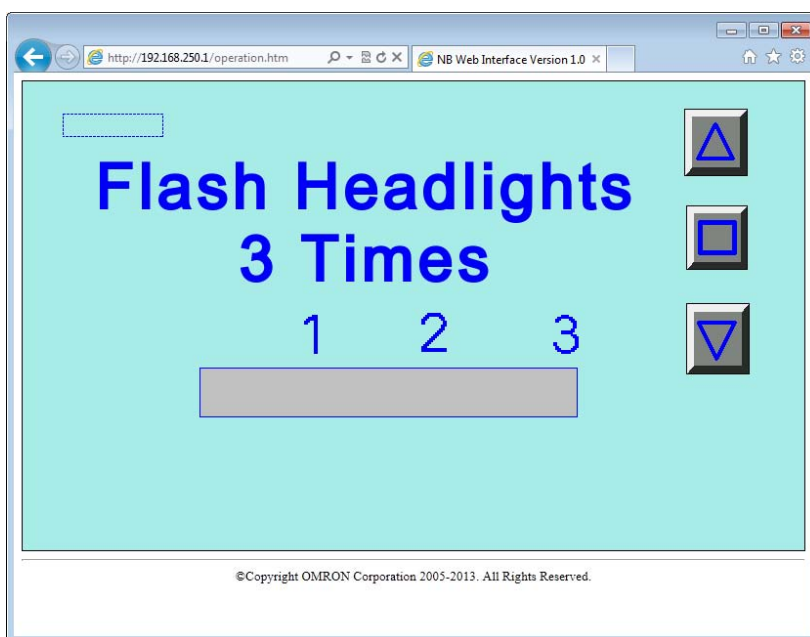 http://192.168.250.1/operation.htm
NB Web Interface Version 1.0
Flash Headlights
3 Times
1 2 3
©Copyright OMRON Corporation 2005-2013. All Rights Reserved.